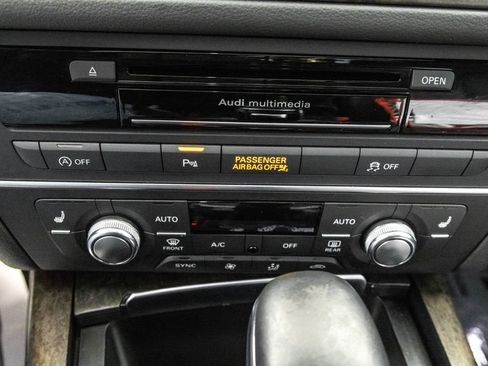 OPEN
Audi multimedia
A OFF
P
PASSENGER
AIRBAG OFF
OFF
AUTO
AUTO
FRONT
A/C
OFF
REAR
SYNC